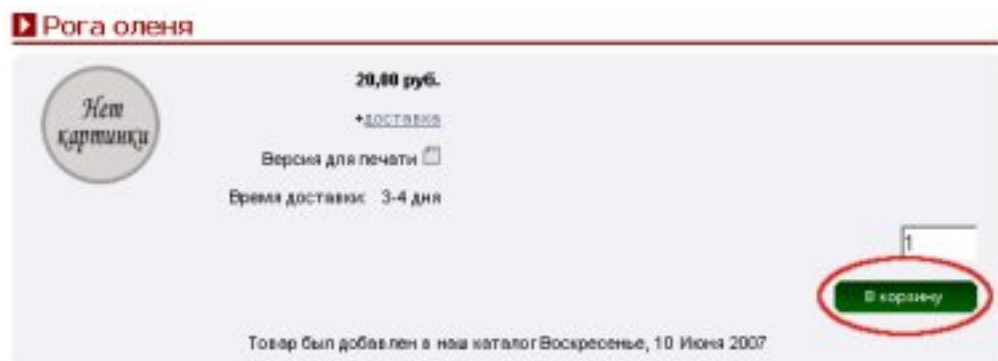 Рога оленя
20,00 руб.
Нет
картинки
+доставка
Версия для печати
Время доставки: 3-4 дня
1
В корзину
Товар был добавлен в наш каталог Воскресенье, 10 Июня 2007